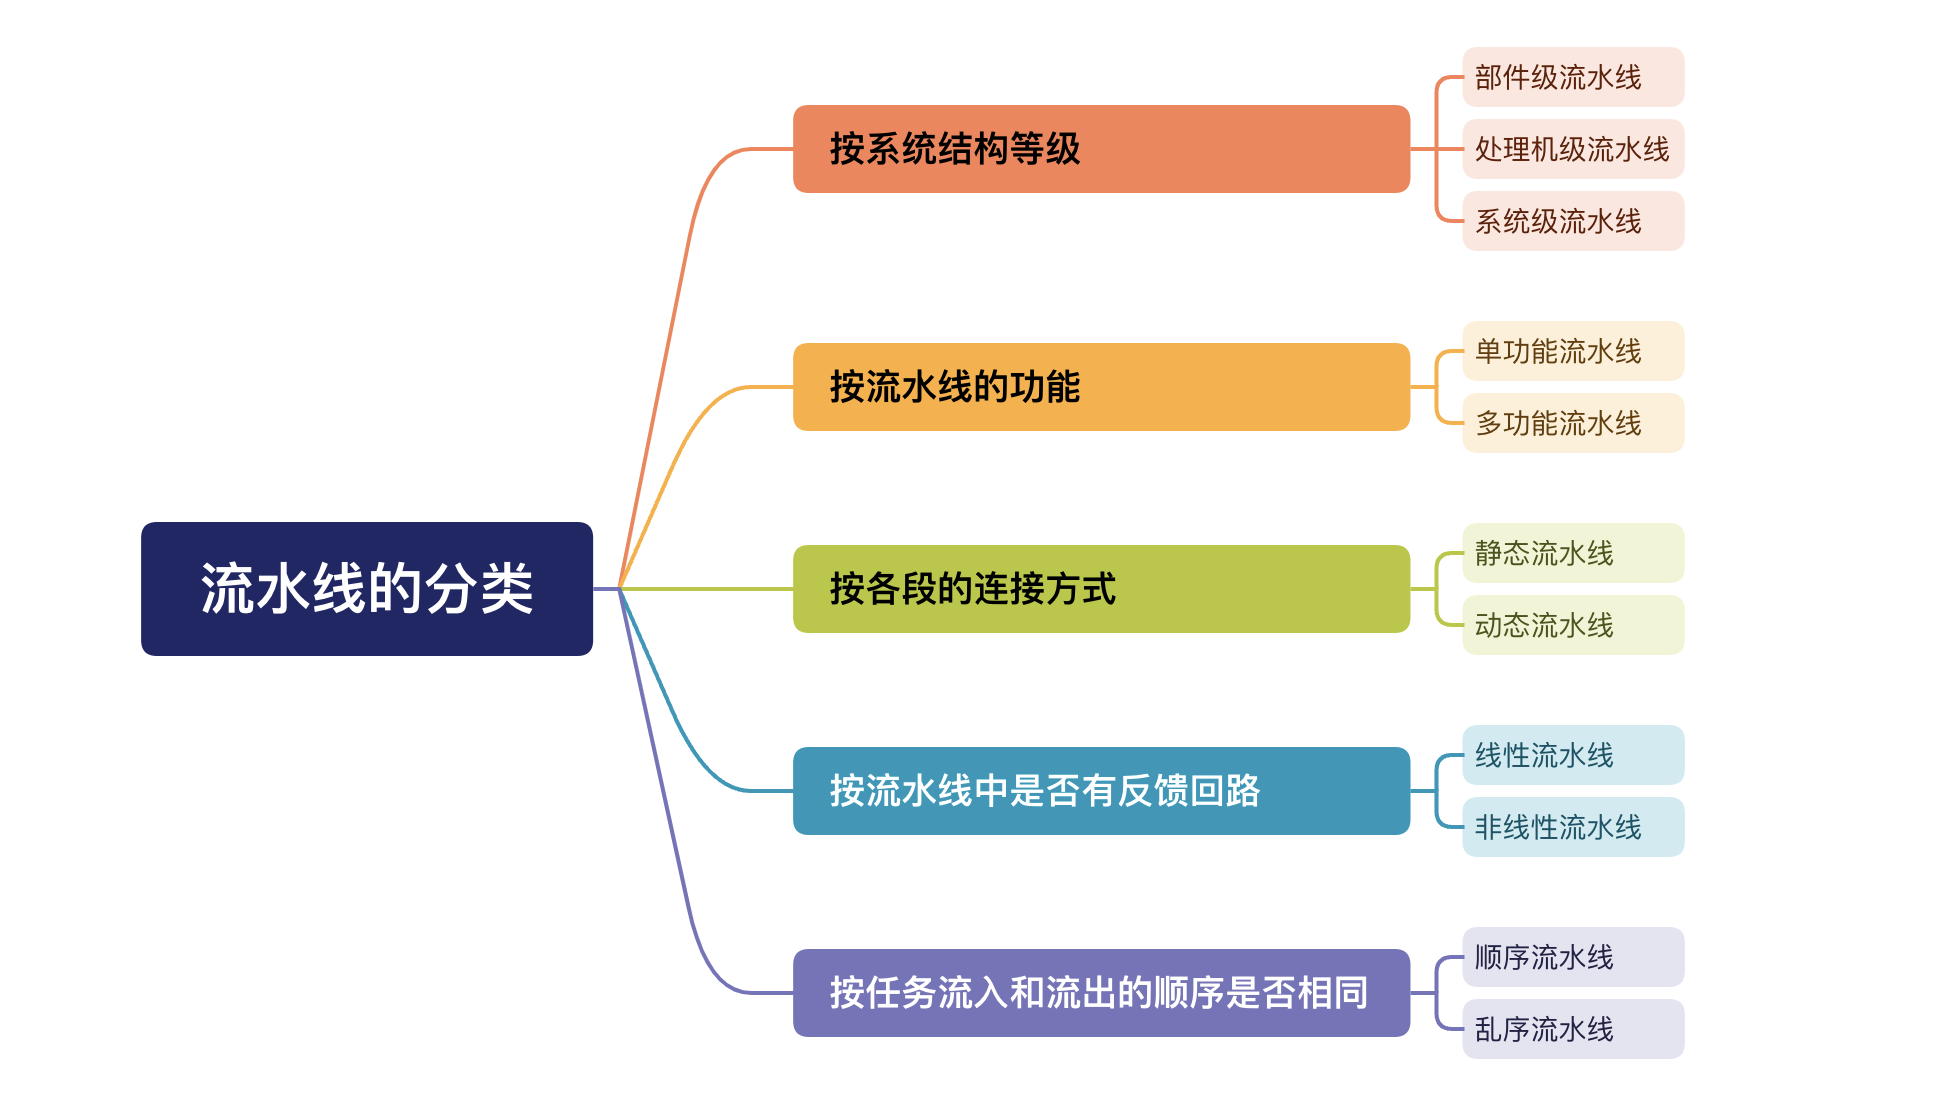 流水线的分类
按系统结构等级
部件级流水线
处理机级流水线
系统级流水线
按流水线的功能
单功能流水线
多功能流水线
按各段的连接方式
静态流水线
动态流水线
按流水线中是否有反馈回路
线性流水线
非线性流水线
按任务流入和流出的顺序是否相同
顺序流水线
乱序流水线